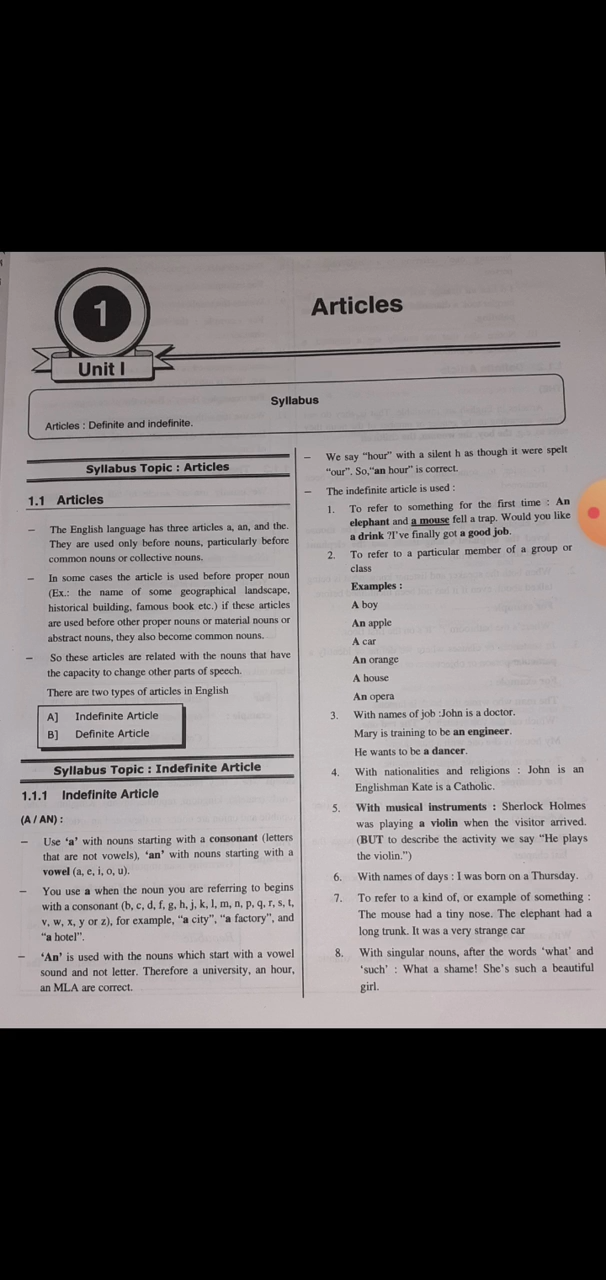 1
Unit I
Articles
Syllabus
Articles : Definite and indefinite.
Syllabus Topic : Articles
1.1 Articles
– The English language has three articles a, an, and the.
They are used only before nouns, particularly before
common nouns or collective nouns.
– In some cases the article is used before proper noun
(Ex.: the name of some geographical landscape,
historical building, famous book etc.) if these articles
are used before other proper nouns or material nouns or
abstract nouns, they also become common nouns.
– So these articles are related with the nouns that have
the capacity to change other parts of speech.
There are two types of articles in English
A] Indefinite Article
B] Definite Article
Syllabus Topic : Indefinite Article
1.1.1 Indefinite Article
(A / AN) :
– Use 'a' with nouns starting with a consonant (letters
that are not vowels), 'an' with nouns starting with a
vowel (a, e, i, o, u).
– You use a when the noun you are referring to begins
with a consonant (b, c, d, f, g, h, j, k, l, m, n, p, q, r, s, t,
v, w, x, y or z), for example, "a city", "a factory", and
"a hotel".
– 'An' is used with the nouns which start with a vowel
sound and not letter. Therefore a university, an hour,
an MLA are correct.
– We say "hour" with a silent h as though it were spelt
"our". So,"an hour" is correct.
– The indefinite article is used :
1. To refer to something for the first time : An
elephant and a mouse fell a trap. Would you like
a drink ?I've finally got a good job.
2. To refer to a particular member of a group or
class
Examples :
A boy
An apple
A car
An orange
A house
An opera
3. With names of job :John is a doctor.
Mary is training to be an engineer.
He wants to be a dancer.
4. With nationalities and religions : John is an
Englishman Kate is a Catholic.
5. With musical instruments : Sherlock Holmes
was playing a violin when the visitor arrived.
(BUT to describe the activity we say "He plays
the violin.")
6. With names of days : I was born on a Thursday.
7. To refer to a kind of, or example of something :
The mouse had a tiny nose. The elephant had a
long trunk. It was a very strange car
8. With singular nouns, after the words 'what' and
'such' : What a shame! She's such a beautiful
girl.